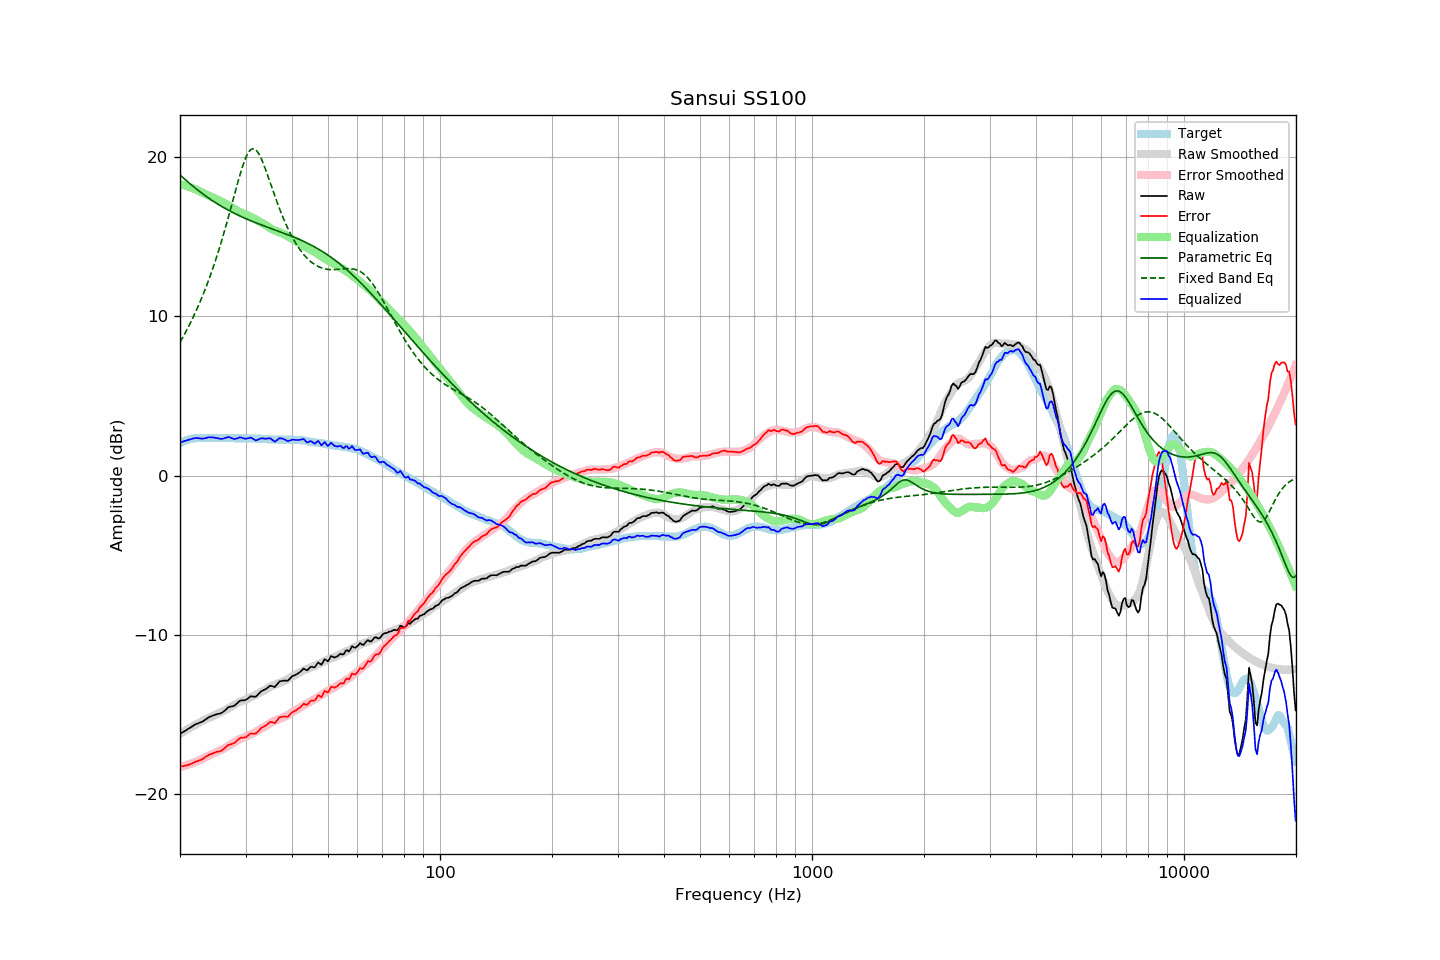 Sansui SS100
Target
Raw Smoothed
Error Smoothed
Raw
Error
Equalization
Parametric Eq
Fixed Band Eq
Equalized
Amplitude (dBr)
20
10
0
−10
−20
100
1000
10000
Frequency (Hz)